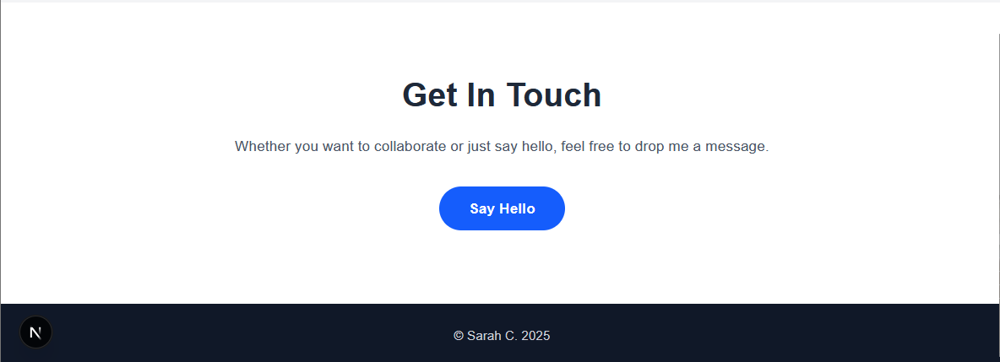 Get In Touch
Whether you want to collaborate or just say hello, feel free to drop me a message.
Say Hello
N
© Sarah C. 2025